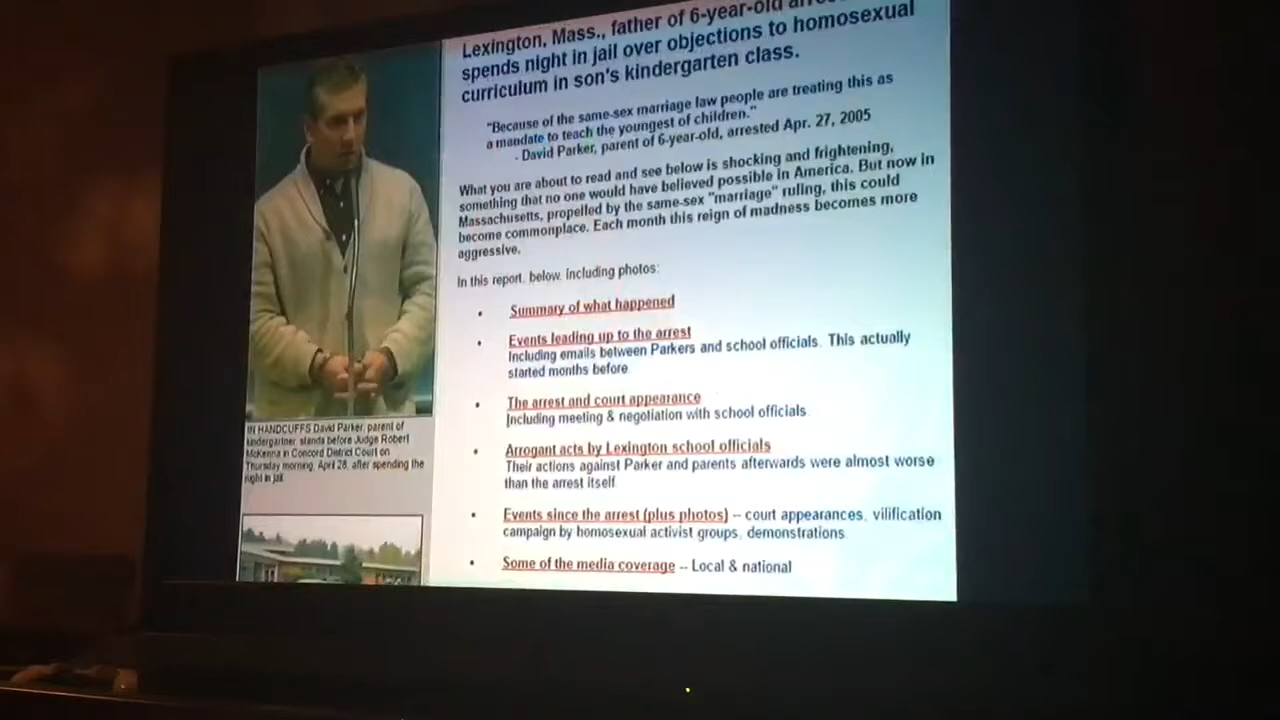 Lexington, Mass., father of 6-year-old
spends night in jail over objections to homosexual
curriculum in son's kindergarten class.
"Because of the same-sex marriage law people are treating this as
a mandate to teach the youngest of children."
- David Parker, parent of 6-year-old, arrested Apr. 27, 2005
What you are about to read and see below is shocking and frightening,
something that no one would have believed possible in America. But now in
Massachusetts, propelled by the same-sex "marriage" ruling, this could
become commonplace. Each month this reign of madness becomes more
aggressive.
In this report, below, including photos:
• Summary of what happened
• Events leading up to the arrest
Including emails between Parkers and school officials. This actually
started months before.
• The arrest and court appearance
Including meeting & negotiation with school officials.
• Arrogant acts by Lexington school officials
Their actions against Parker and parents afterwards were almost worse
than the arrest itself.
• Events since the arrest (plus photos) -- court appearances, vilification
campaign by homosexual activist groups, demonstrations.
• Some of the media coverage -- Local & national
IN HANDCUFFS David Parker, parent of
kindergartner, stands before Judge Robert
McKenna in Concord District Court on
Thursday morning, April 28, after spending the
night in jail.